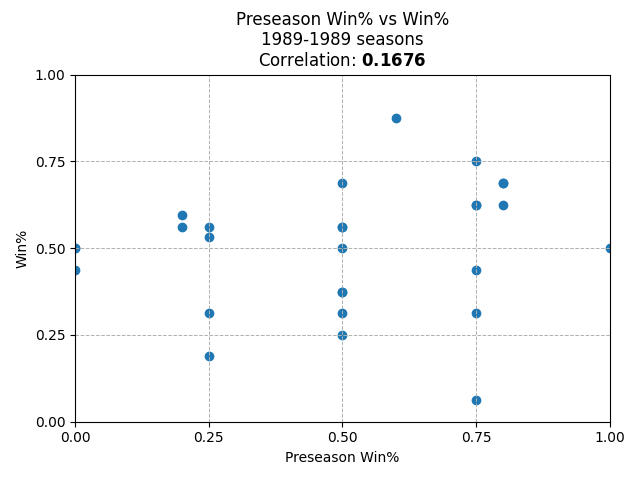 Preseason Win% vs Win%
1989-1989 seasons
Correlation: 0.1676
1.00
0.75
0.50
0.25
0.00
Win%
0.00 0.25 0.50 0.75 1.00
Preseason Win%